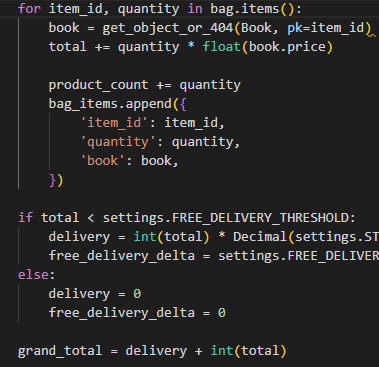 for item_id, quantity in bag.items():
    book = get_object_or_404(Book, pk=item_id)
    total += quantity * float(book.price)

    product_count += quantity
    bag_items.append({
        'item_id': item_id,
        'quantity': quantity,
        'book': book,
    })

if total < settings.FREE_DELIVERY_THRESHOLD:
    delivery = int(total) * Decimal(settings.ST
    free_delivery_delta = settings.FREE_DELIVER
else:
    delivery = 0
    free_delivery_delta = 0

grand_total = delivery + int(total)